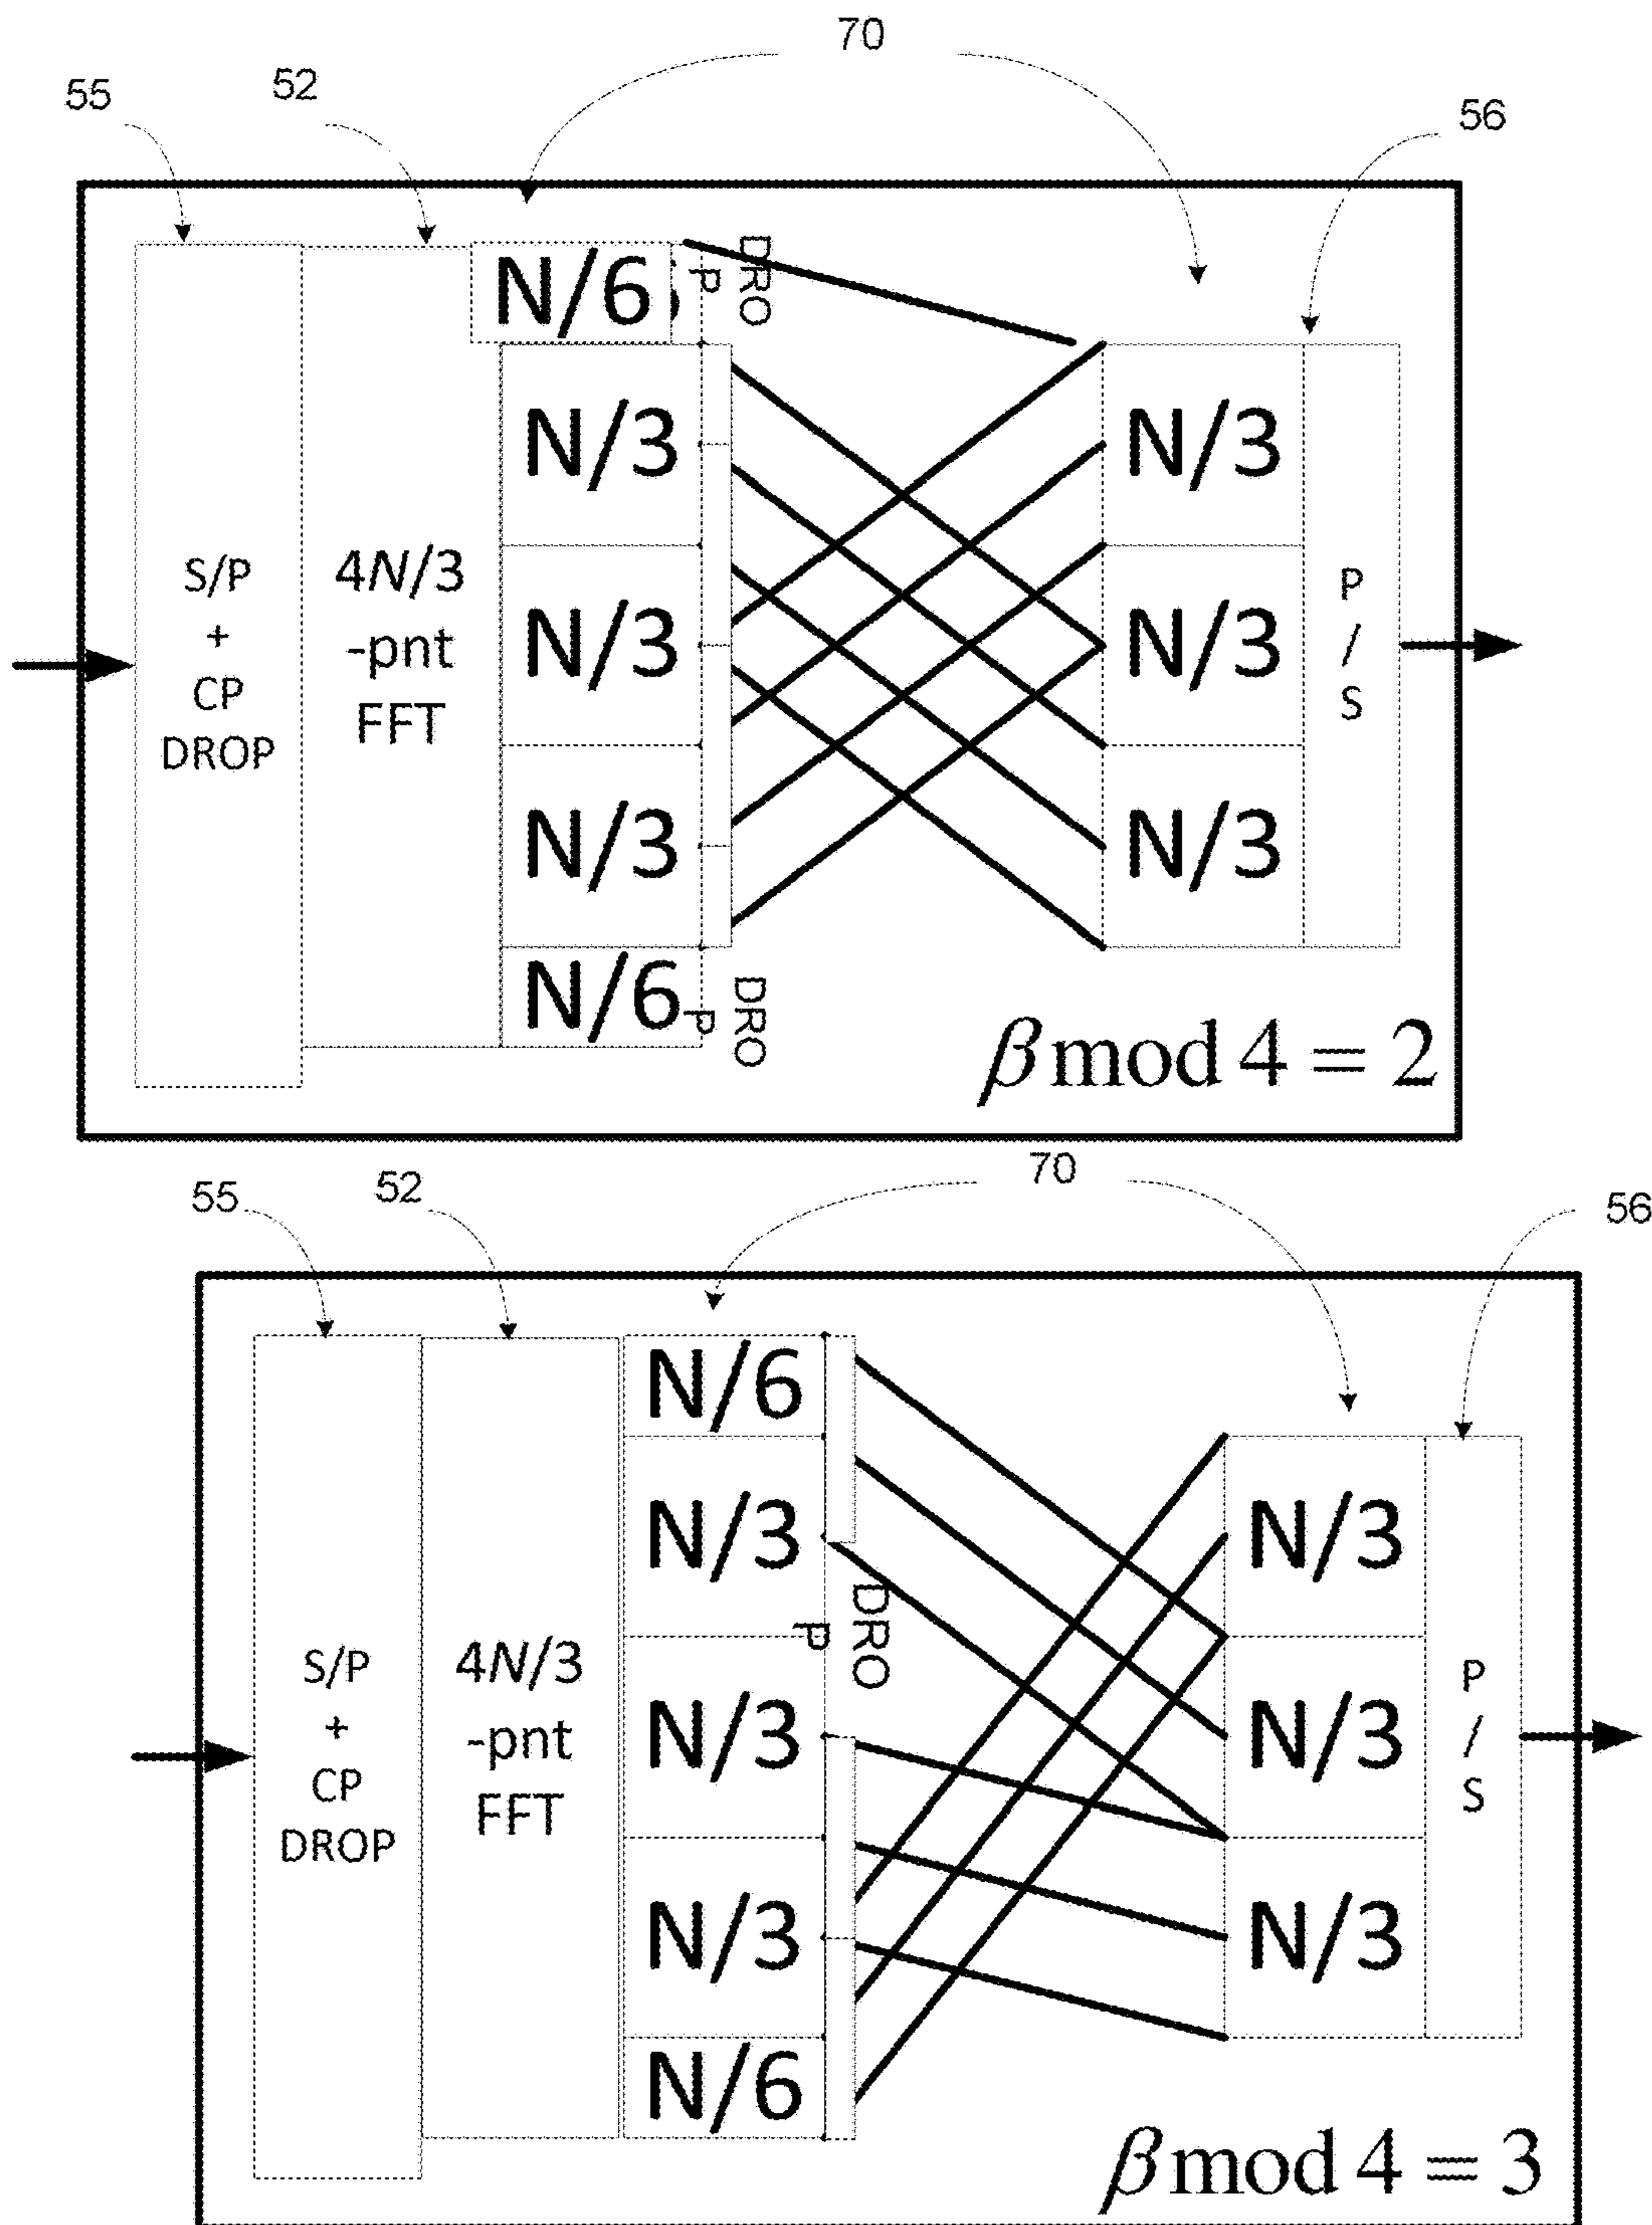 70
55
52
56
N/6
DRO
P
N/3
N/3
N/3
N/6
DRO
P
S/P
+
CP
DROP
4N/3
-pnt
FFT
N/3
N/3
N/3
P
/
S
β mod 4 = 2
70
55
52
56
N/6
N/3
N/3
N/3
N/6
DRO
P
S/P
+
CP
DROP
4N/3
-pnt
FFT
N/3
N/3
N/3
P
/
S
β mod 4 = 3